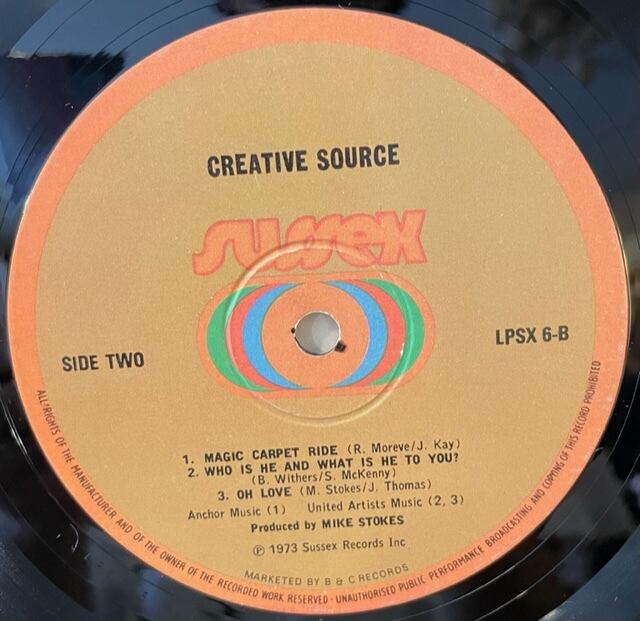 CREATIVE SOURCE
sussex
SIDE TWO
LPSX 6-B
1. MAGIC CARPET RIDE (R. Moreve/J. Kay)
2. WHO IS HE AND WHAT IS HE TO YOU?
(B. Withers/S. McKenny)
3. OH LOVE (M. Stokes/J. Thomas)
Anchor Music (1) United Artists Music (2, 3)
Produced by MIKE STOKES
℗ 1973 Sussex Records Inc
MARKETED BY B & C RECORDS
ALL RIGHTS OF THE MANUFACTURER AND OF THE OWNER OF THE RECORDED WORK RESERVED · UNAUTHORISED PUBLIC PERFORMANCE BROADCASTING AND COPYING OF THIS RECORD PROHIBITED